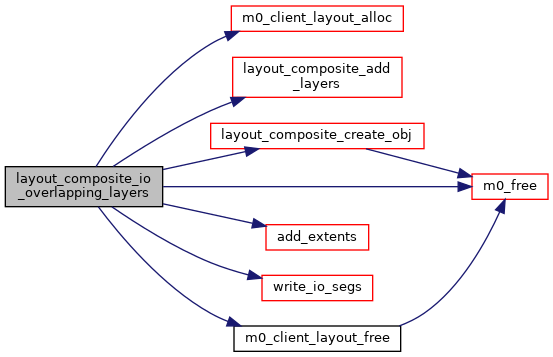 m0_client_layout_alloc
layout_composite_add
_layers
layout_composite_create_obj
layout_composite_io
_overlapping_layers
m0_free
add_extents
write_io_segs
m0_client_layout_free